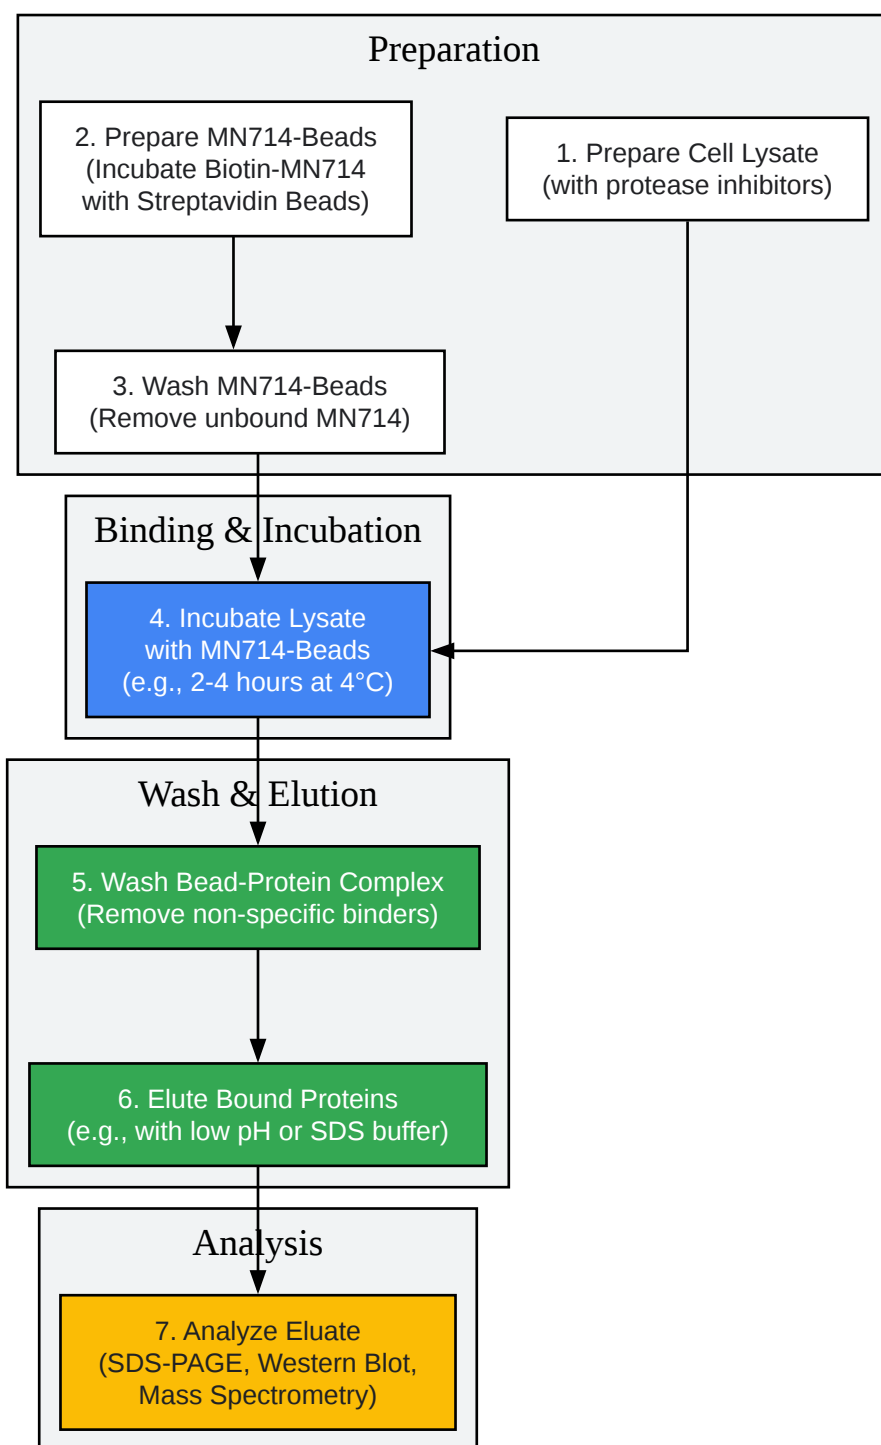 Preparation
2. Prepare MN714-Beads
(Incubate Biotin-MN714
with Streptavidin Beads)
1. Prepare Cell Lysate
(with protease inhibitors)
3. Wash MN714-Beads
(Remove unbound MN714)
Binding & Incubation
4. Incubate Lysate
with MN714-Beads
(e.g., 2-4 hours at 4°C)
Wash & Elution
5. Wash Bead-Protein Complex
(Remove non-specific binders)
6. Elute Bound Proteins
(e.g., with low pH or SDS buffer)
Analysis
7. Analyze Eluate
(SDS-PAGE, Western Blot,
Mass Spectrometry)